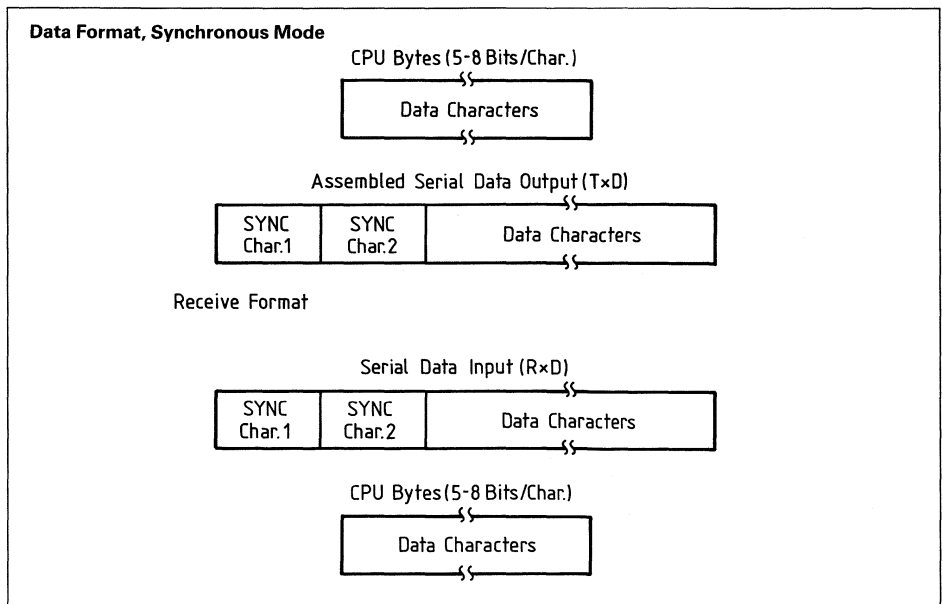 Data Format, Synchronous Mode
CPU Bytes (5-8 Bits/Char.)
Data Characters
Assembled Serial Data Output (TxD)
SYNC
Char.1
SYNC
Char.2
Data Characters
Receive Format
Serial Data Input (RxD)
SYNC
Char.1
SYNC
Char.2
Data Characters
CPU Bytes (5-8 Bits/Char.)
Data Characters